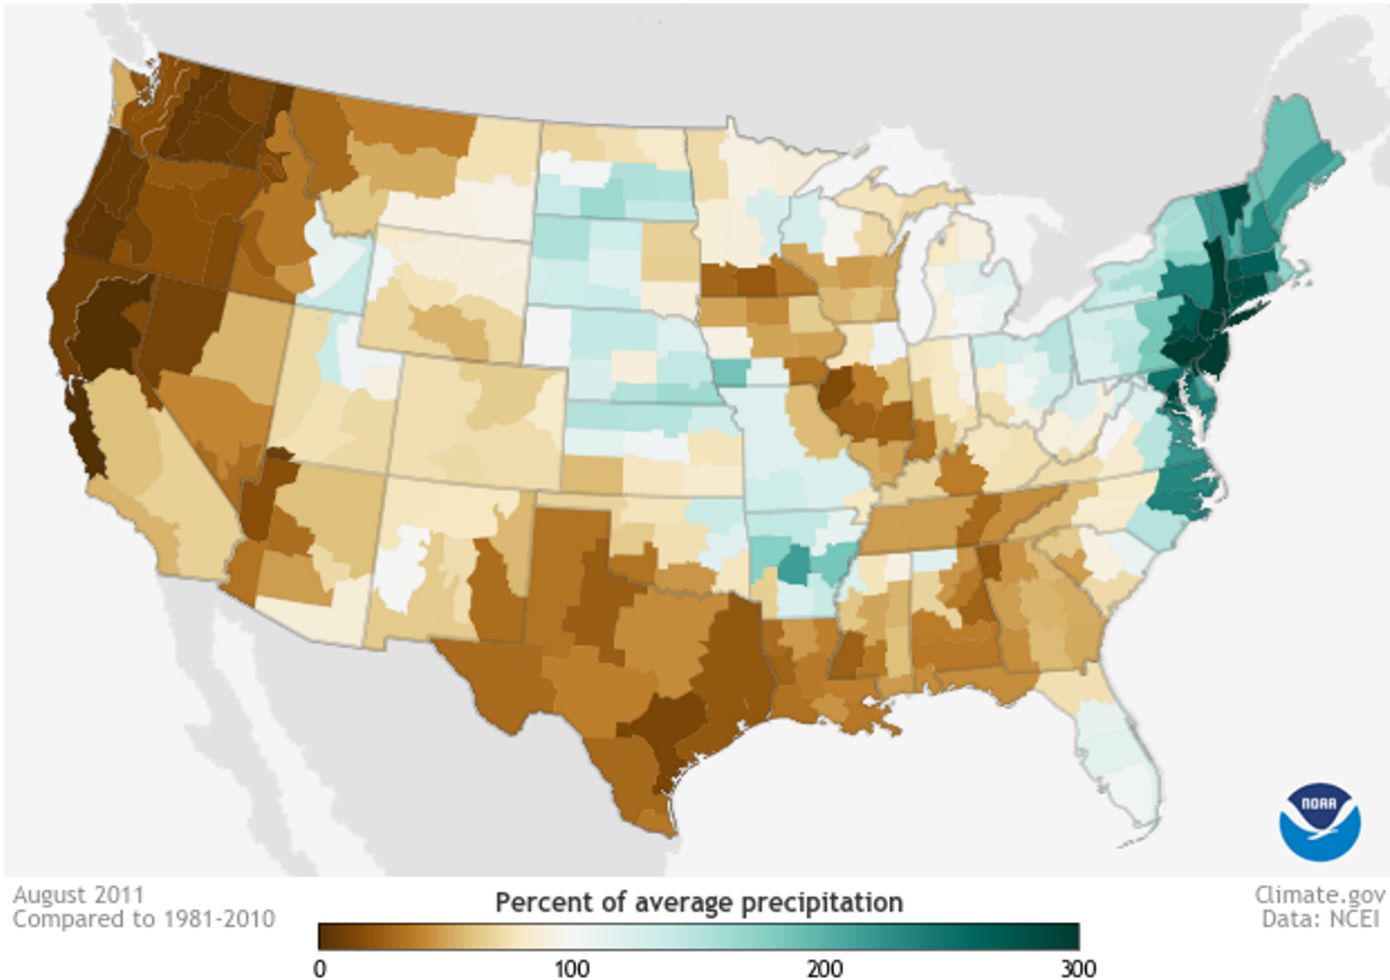 NOAA
August 2011
Compared to 1981-2010
Percent of average precipitation
0 100 200 300
Climate.gov
Data: NCEI